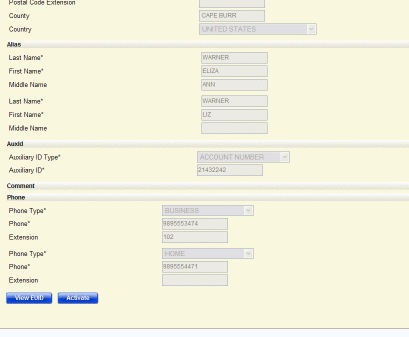 Postal Code Extension
County CAPE BURR
Country UNITED STATES
Alias
Last Name* WARNER
First Name* ELIZA
Middle Name ANN
Last Name* WARNER
First Name* LIZ
Middle Name
AuxId
Auxiliary ID Type* ACCOUNT NUMBER
Auxiliary ID* 21432242
Comment
Phone
Phone Type* BUSINESS
Phone* 9895553474
Extension 102
Phone Type* HOME
Phone* 9895554471
Extension
View EUID Activate